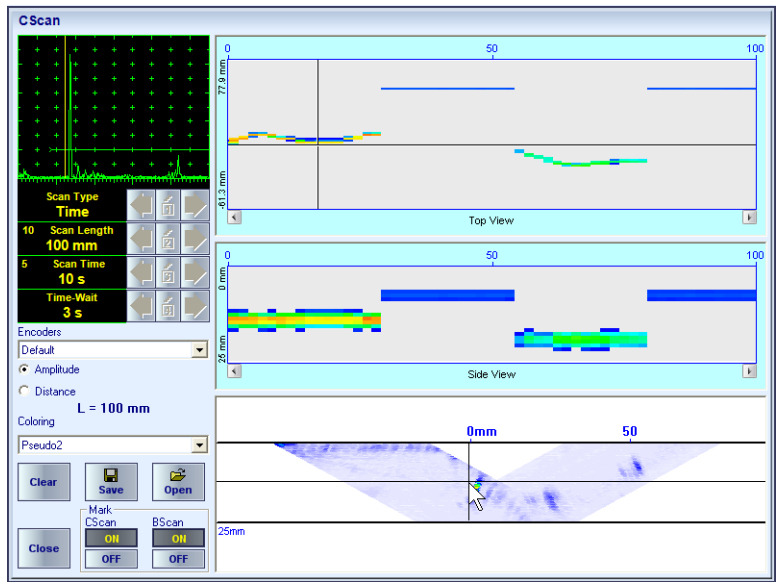 CScan
0 50 100
77.9 mm
-61.3 mm
Top View
Scan Type
Time
10 Scan Length
100 mm
5 Scan Time
10 s
Time-Wait
3 s
0 50 100
0 mm
25 mm
Side View
Encoders
Default
Amplitude
Distance
L = 100 mm
Coloring
Pseudo2
Clear Save Open
Mark
CScan BScan
ON ON
Close OFF OFF
0mm 50
25mm